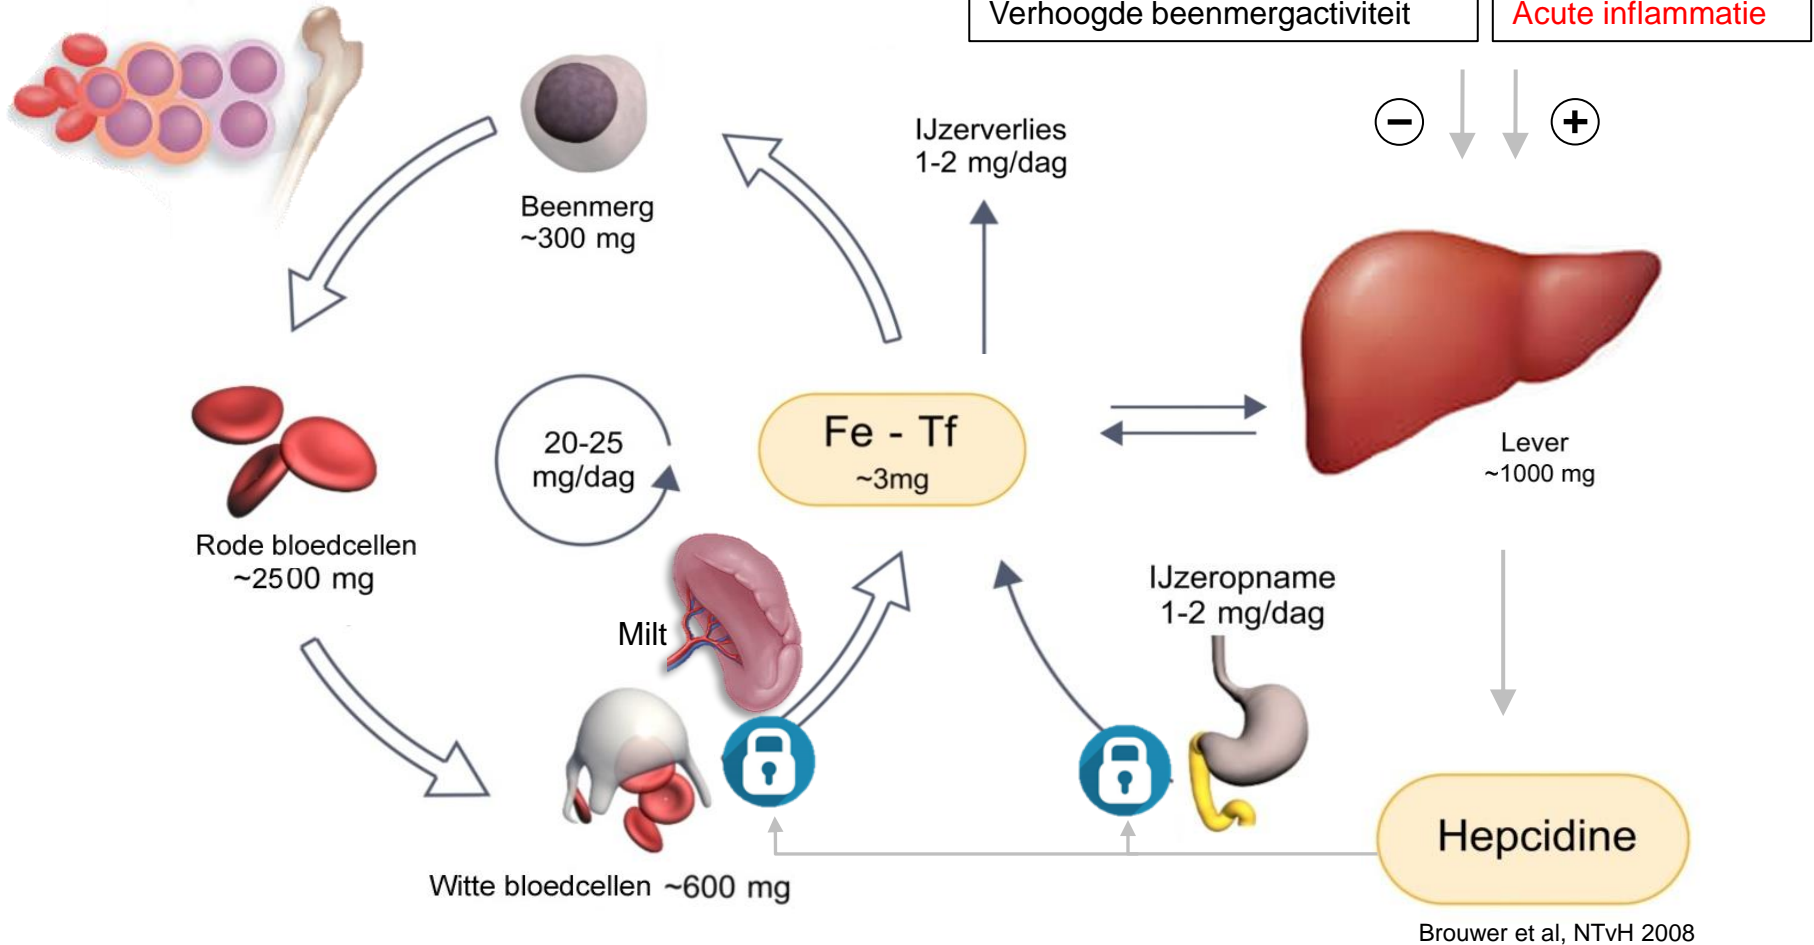 Verhoogde beenmergactiviteit
Acute inflammatie
−
+
IJzerverlies
1-2 mg/dag
Beenmerg
~300 mg
20-25
mg/dag
Fe - Tf
~3mg
Lever
~1000 mg
Rode bloedcellen
~2500 mg
IJzeropname
1-2 mg/dag
Milt
Hepcidine
Witte bloedcellen ~600 mg
Brouwer et al, NTvH 2008